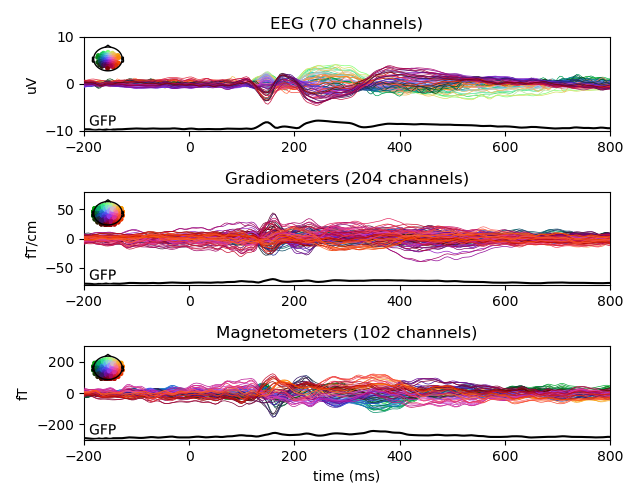 EEG (70 channels)
10
0
−10
uV
GFP
−200 0 200 400 600 800
Gradiometers (204 channels)
50
0
−50
fT/cm
GFP
−200 0 200 400 600 800
Magnetometers (102 channels)
200
0
−200
fT
GFP
−200 0 200 400 600 800
time (ms)